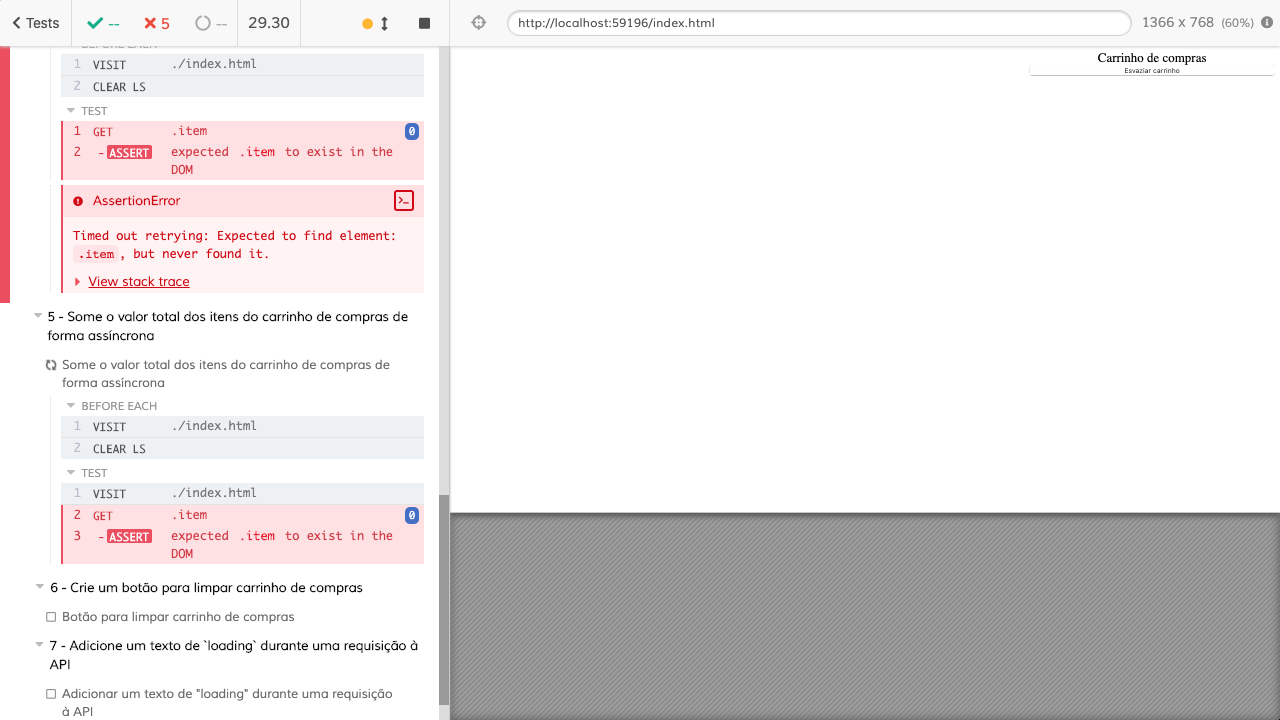 Tests
--
5
--
29.30
http://localhost:59196/index.html
1366 x 768 (60%)
BEFORE EACH
1 VISIT ./index.html
2 CLEAR LS
TEST
1 GET .item 0
2 -ASSERT expected .item to exist in the
DOM
AssertionError
Timed out retrying: Expected to find element:
.item, but never found it.
View stack trace
5 - Some o valor total dos itens do carrinho de compras de
forma assíncrona
Some o valor total dos itens do carrinho de compras de
forma assíncrona
BEFORE EACH
1 VISIT ./index.html
2 CLEAR LS
TEST
1 VISIT ./index.html
2 GET .item 0
3 -ASSERT expected .item to exist in the
DOM
6 - Crie um botão para limpar carrinho de compras
Botão para limpar carrinho de compras
7 - Adicione um texto de `loading` durante uma requisição à
API
Adicionar um texto de "loading" durante uma requisição
à API
Carrinho de compras
Esvaziar carrinho